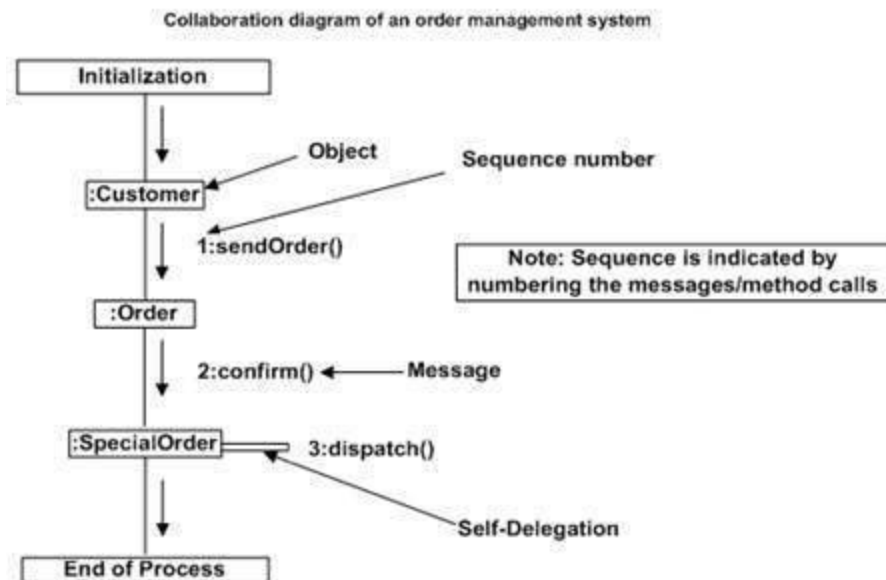 Collaboration diagram of an order management system
Initialization
Object
Sequence number
:Customer
1:sendOrder()
Note: Sequence is indicated by
numbering the messages/method calls
:Order
2:confirm()
Message
:SpecialOrder
3:dispatch()
Self-Delegation
End of Process